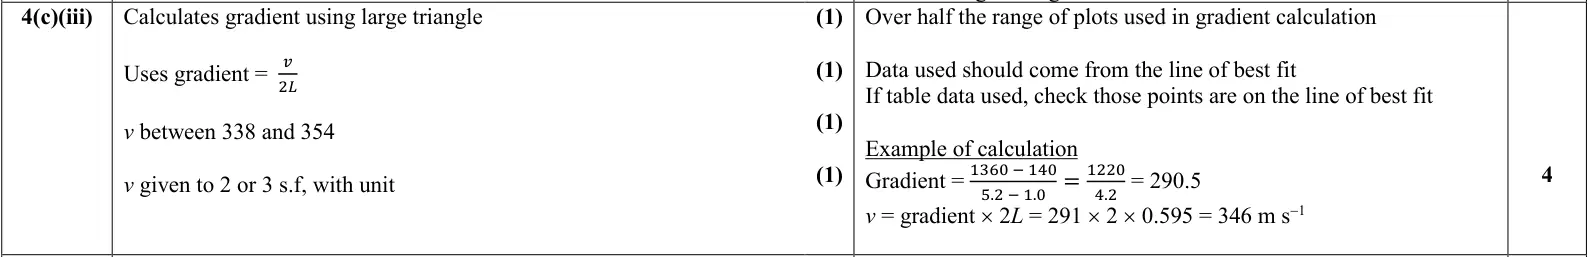 4(c)(iii) Calculates gradient using large triangle (1) Over half the range of plots used in gradient calculation
Uses gradient = v/2L (1) Data used should come from the line of best fit
If table data used, check those points are on the line of best fit
v between 338 and 354 (1)
Example of calculation
v given to 2 or 3 s.f, with unit (1) Gradient = (1360 − 140)/(5.2 − 1.0) = 1220/4.2 = 290.5 4
v = gradient × 2L = 291 × 2 × 0.595 = 346 m s⁻¹